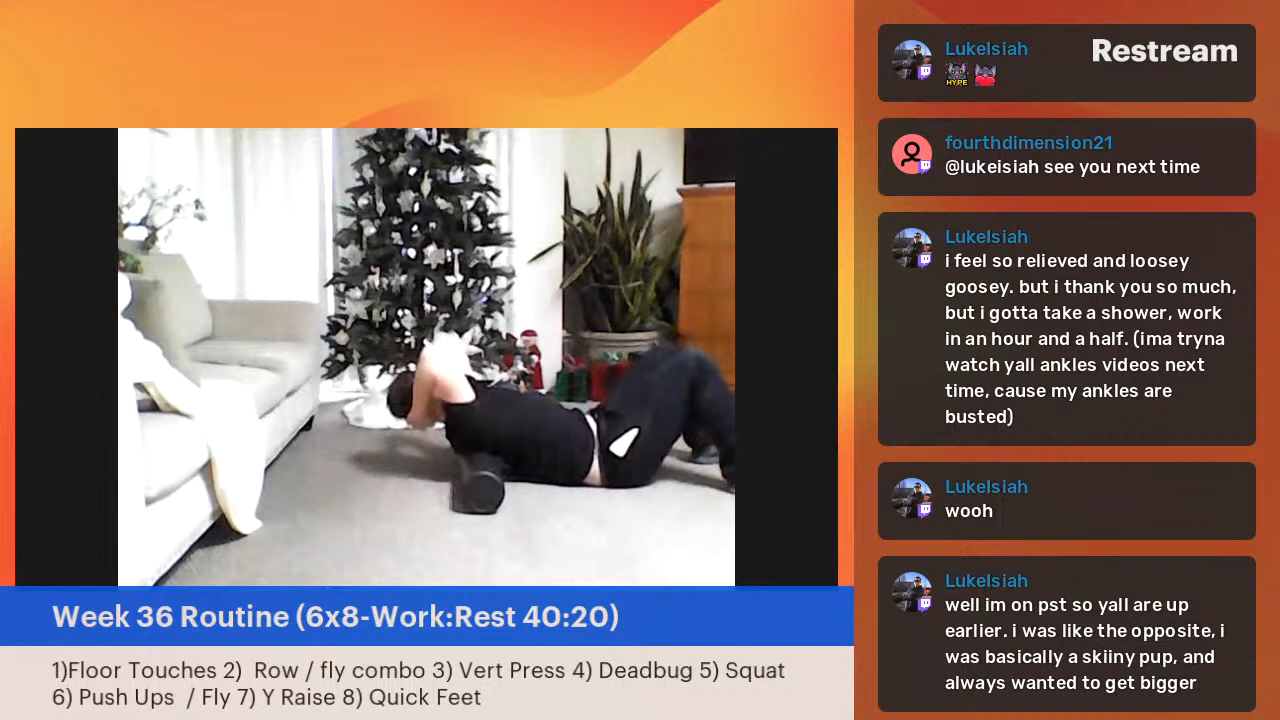 Restream
LukeIsiah
HYPE
fourthdimension21
@lukeisiah see you next time
LukeIsiah
i feel so relieved and loosey
goosey. but i thank you so much,
but i gotta take a shower, work
in an hour and a half. (ima tryna
watch yall ankles videos next
time, cause my ankles are
busted)
LukeIsiah
wooh
LukeIsiah
well im on pst so yall are up
earlier. i was like the opposite, i
was basically a skiiny pup, and
always wanted to get bigger
Week 36 Routine (6x8-Work:Rest 40:20)
1)Floor Touches 2)  Row / fly combo 3) Vert Press 4) Deadbug 5) Squat
6) Push Ups  / Fly 7) Y Raise 8) Quick Feet